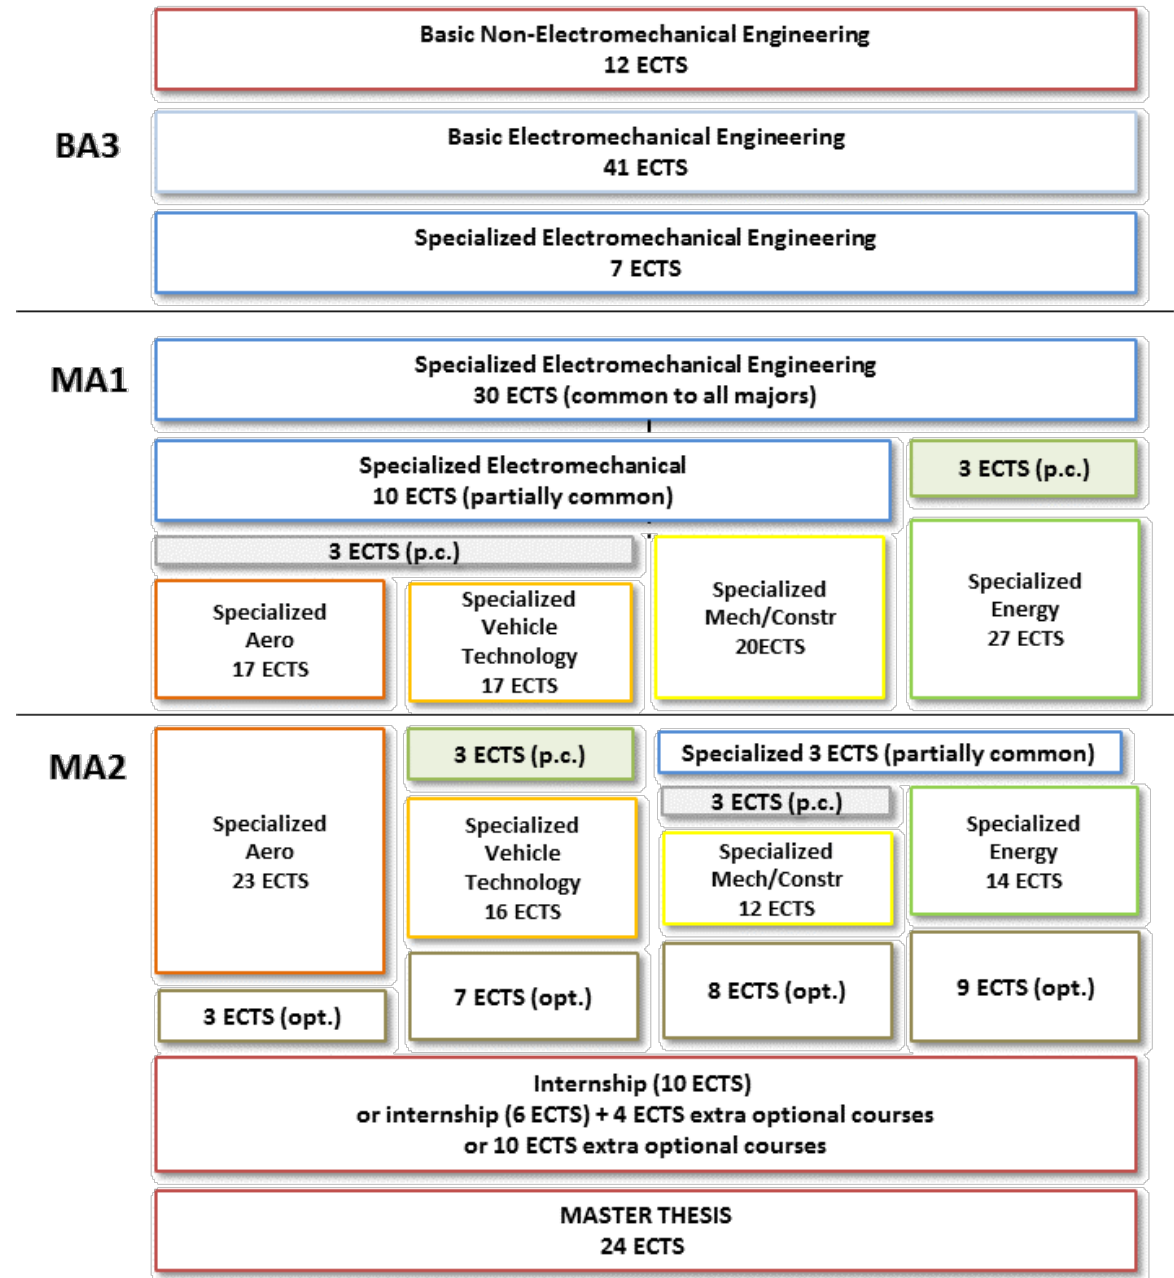 Basic Non-Electromechanical Engineering
12 ECTS
BA3
Basic Electromechanical Engineering
41 ECTS
Specialized Electromechanical Engineering
7 ECTS
MA1
Specialized Electromechanical Engineering
30 ECTS (common to all majors)
Specialized Electromechanical
10 ECTS (partially common)
3 ECTS (p.c.)
3 ECTS (p.c.)
Specialized
Aero
17 ECTS
Specialized
Vehicle
Technology
17 ECTS
Specialized
Mech/Constr
20ECTS
Specialized
Energy
27 ECTS
MA2
Specialized
Aero
23 ECTS
3 ECTS (opt.)
3 ECTS (p.c.)
Specialized
Vehicle
Technology
16 ECTS
7 ECTS (opt.)
Specialized 3 ECTS (partially common)
3 ECTS (p.c.)
Specialized
Mech/Constr
12 ECTS
8 ECTS (opt.)
Specialized
Energy
14 ECTS
9 ECTS (opt.)
Internship (10 ECTS)
or internship (6 ECTS) + 4 ECTS extra optional courses
or 10 ECTS extra optional courses
MASTER THESIS
24 ECTS